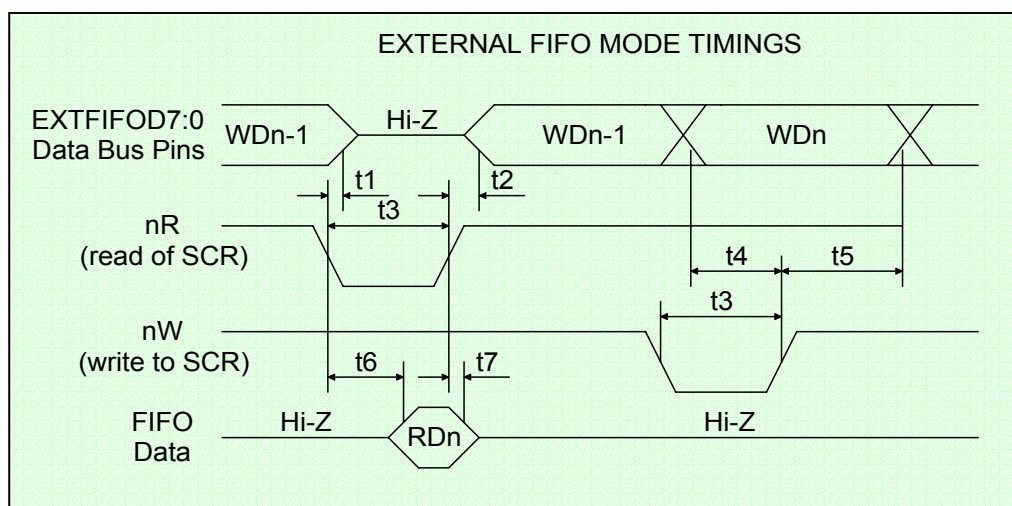 EXTERNAL FIFO MODE TIMINGS
EXTFIFOD7:0
Data Bus Pins
WDn-1
Hi-Z
WDn-1
WDn
t1
t2
t3
nR
(read of SCR)
t4
t5
t3
nW
(write to SCR)
t6
t7
FIFO
Data
Hi-Z
RDn
Hi-Z